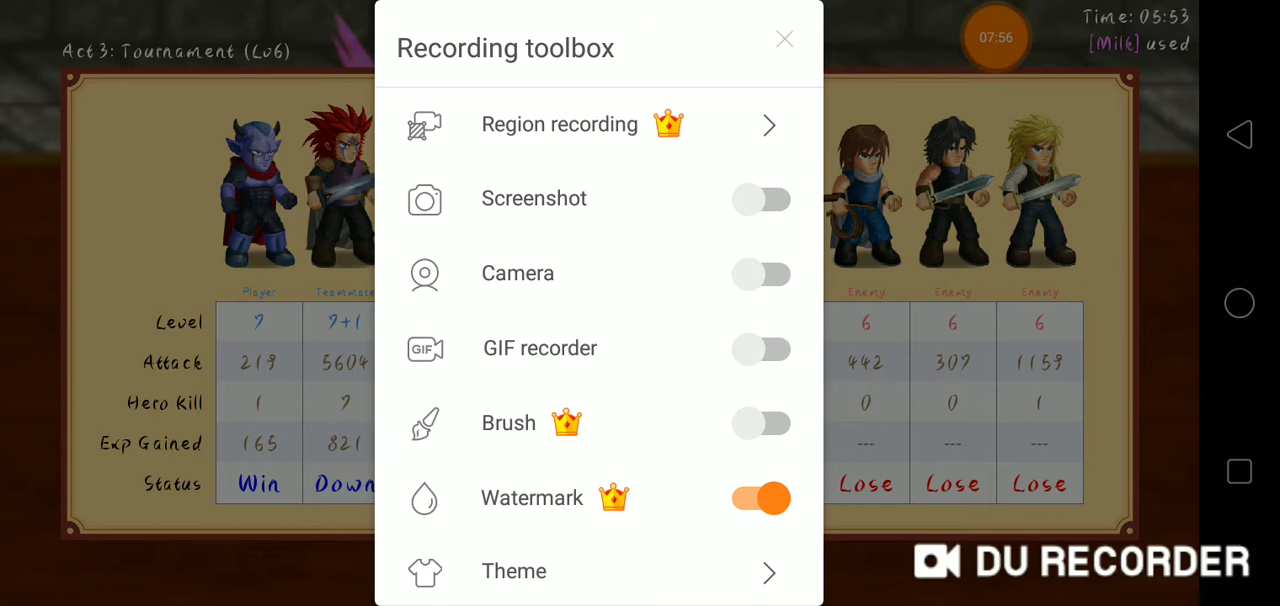 Act 3: Tournament (Lv6)
07:56
Time: 05:53
[Milk] used
Recording toolbox
Region recording
Screenshot
Camera
GIF
GIF recorder
Brush
Watermark
Theme
Player Enemy Enemy Enemy
Level 7 7+1 6 6 6
Attack 219 5604 442 307 1159
Hero Kill 1 7 0 0 1
Exp Gained 165 821 --- --- ---
Status Win Down Lose Lose Lose
DU RECORDER